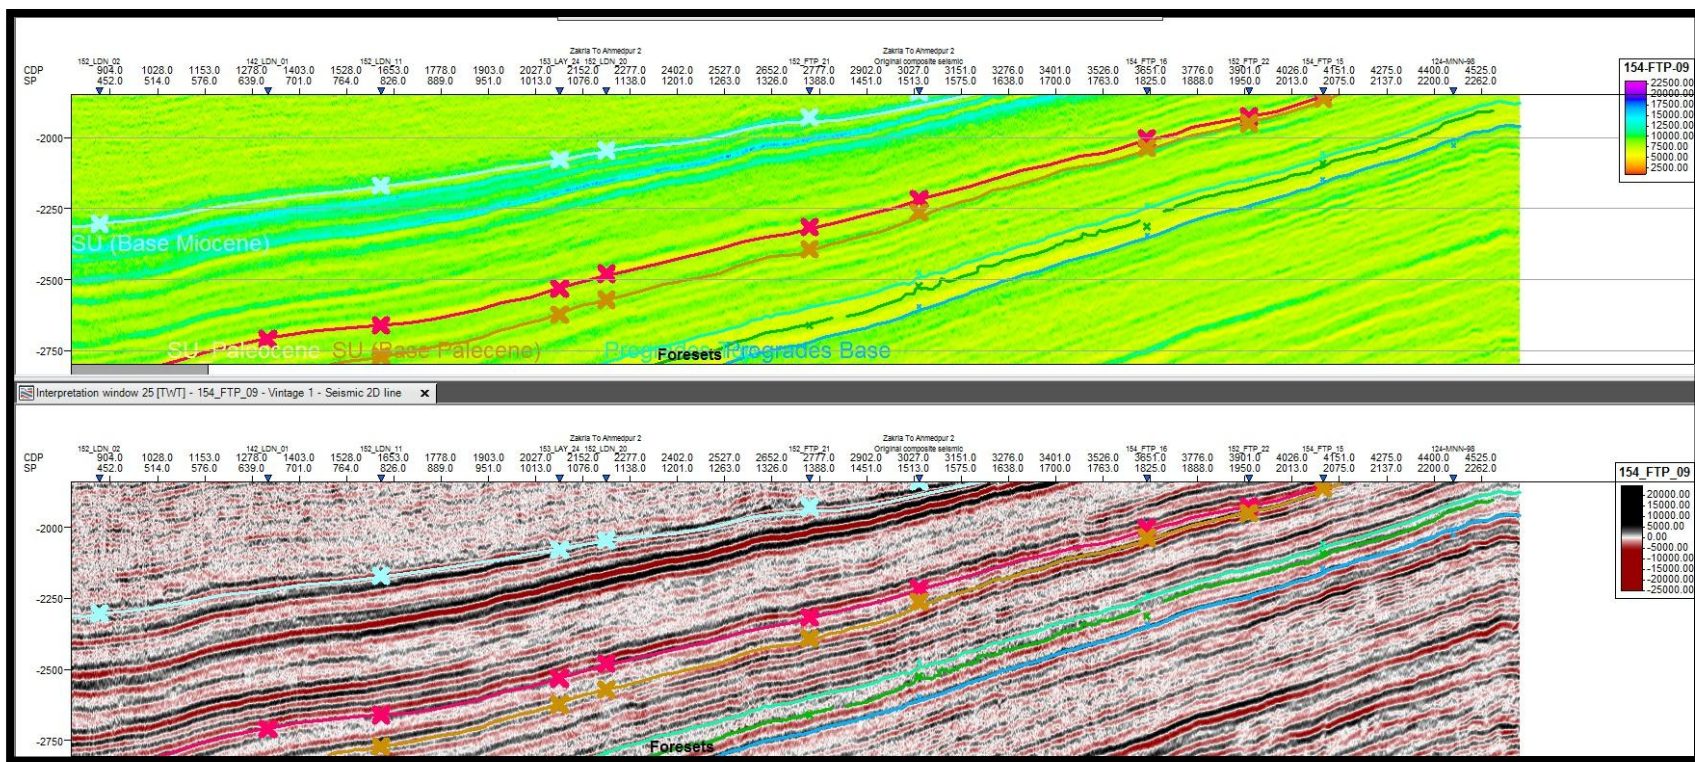 Zakria To Ahmedpur 2 Zakria To Ahmedpur 2
152_LDN_02 142_LDN_01 152_LDN_11 153_LAY_24 152_LDN_20 152_FTP_21 Original composite seismic 154_FTP_16 152_FTP_22 154_FTP_15 124-MNN-98
CDP 904.0 1028.0 1153.0 1278.0 1403.0 1528.0 1653.0 1778.0 1903.0 2027.0 2152.0 2277.0 2402.0 2527.0 2652.0 2777.0 2902.0 3027.0 3151.0 3276.0 3401.0 3526.0 3651.0 3776.0 3901.0 4026.0 4151.0 4275.0 4400.0 4525.0
SP 452.0 514.0 576.0 639.0 701.0 764.0 826.0 889.0 951.0 1013.0 1076.0 1138.0 1201.0 1263.0 1326.0 1388.0 1451.0 1513.0 1575.0 1638.0 1700.0 1763.0 1825.0 1888.0 1950.0 2013.0 2075.0 2137.0 2200.0 2262.0
154-FTP-09
22500.00
20000.00
17500.00
15000.00
12500.00
10000.00
7500.00
5000.00
2500.00
-2000
-2250
SU (Base Miocene)
-2500
-2750
SU Paleocene SU (Base Palecene) Progrades Foresets Progrades Base
Interpretation window 25 [TWT] - 154_FTP_09 - Vintage 1 - Seismic 2D line x
Zakria To Ahmedpur 2 Zakria To Ahmedpur 2
152_LDN_02 142_LDN_01 152_LDN_11 153_LAY_24 152_LDN_20 152_FTP_21 Original composite seismic 154_FTP_16 152_FTP_22 154_FTP_15 124-MNN-98
CDP 904.0 1028.0 1153.0 1278.0 1403.0 1528.0 1653.0 1778.0 1903.0 2027.0 2152.0 2277.0 2402.0 2527.0 2652.0 2777.0 2902.0 3027.0 3151.0 3276.0 3401.0 3526.0 3651.0 3776.0 3901.0 4026.0 4151.0 4275.0 4400.0 4525.0
SP 452.0 514.0 576.0 639.0 701.0 764.0 826.0 889.0 951.0 1013.0 1076.0 1138.0 1201.0 1263.0 1326.0 1388.0 1451.0 1513.0 1575.0 1638.0 1700.0 1763.0 1825.0 1888.0 1950.0 2013.0 2075.0 2137.0 2200.0 2262.0
154_FTP_09
20000.00
15000.00
10000.00
5000.00
0.00
-5000.00
-10000.00
-15000.00
-20000.00
-25000.00
-2000
-2250
-2500
-2750
Foresets